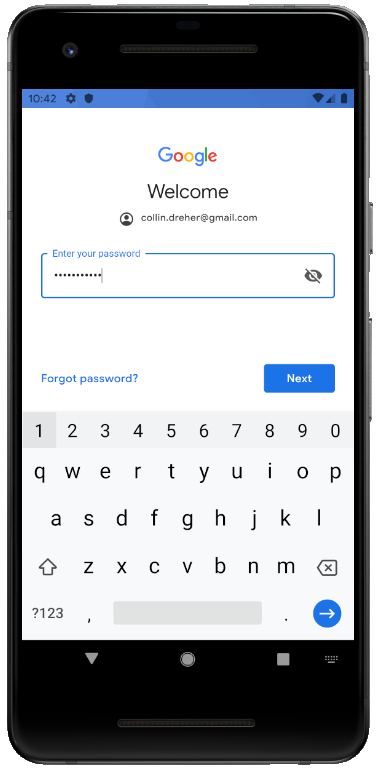 10:42
Google
Welcome
collin.dreher@gmail.com
Enter your password
•••••••••••
Forgot password? Next
1 2 3 4 5 6 7 8 9 0
q w e r t y u i o p
a s d f g h j k l
z x c v b n m
?123 , .